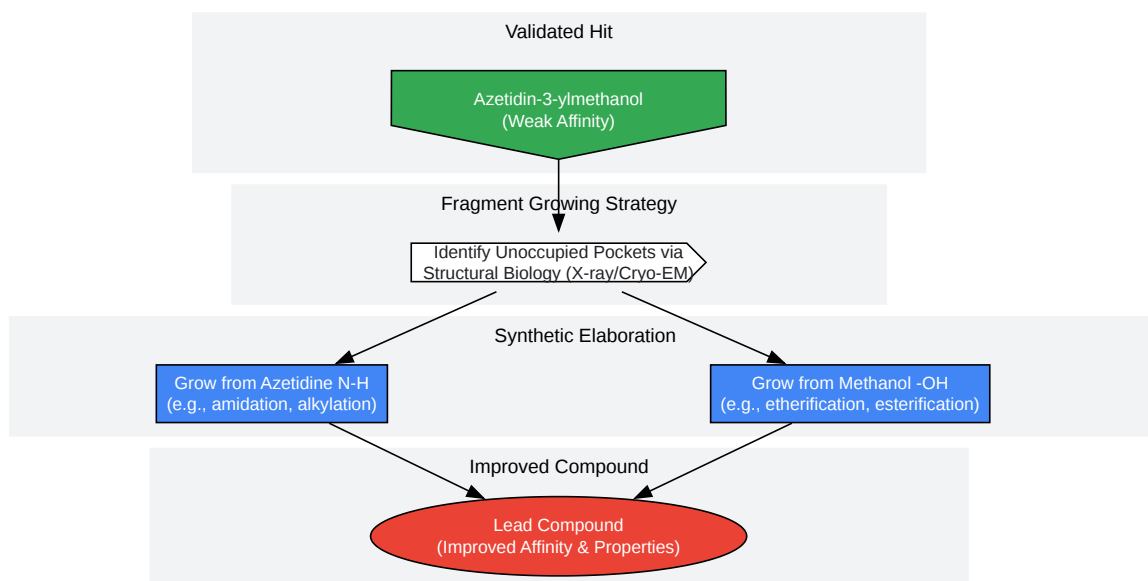 Validated Hit
Azetidin-3-ylmethanol
(Weak Affinity)
Fragment Growing Strategy
Identify Unoccupied Pockets via
Structural Biology (X-ray/Cryo-EM)
Synthetic Elaboration
Grow from Azetidine N-H
(e.g., amidation, alkylation)
Grow from Methanol -OH
(e.g., etherification, esterification)
Improved Compound
Lead Compound
(Improved Affinity & Properties)